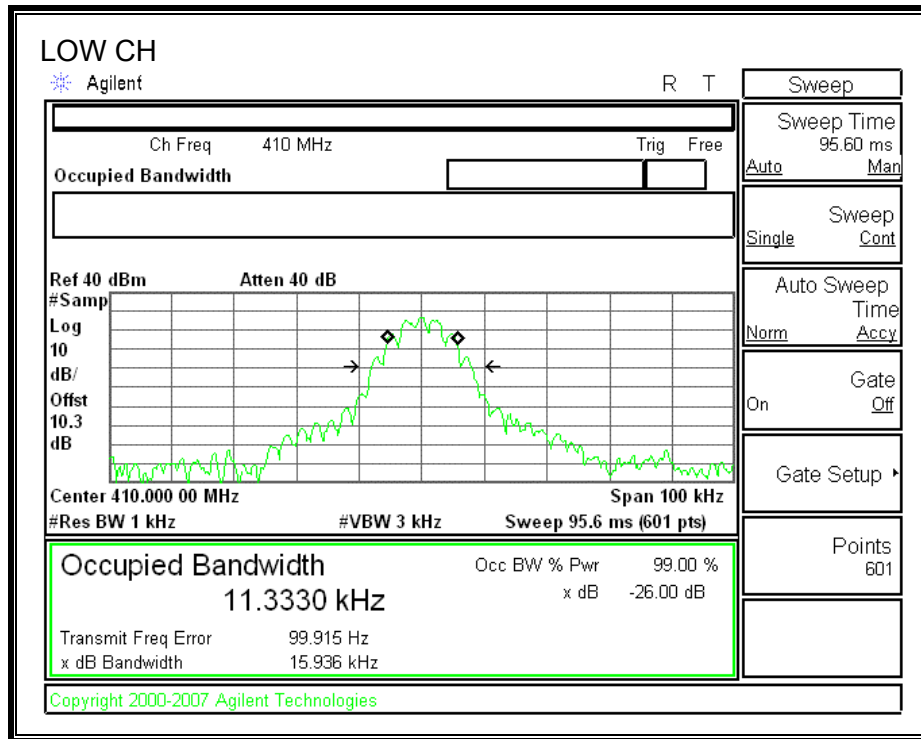 LOW CH
Agilent R T
Ch Freq 410 MHz Trig Free
Occupied Bandwidth
Ref 40 dBm Atten 40 dB
#Samp
Log
10
dB/
Offst
10.3
dB
Center 410.000 00 MHz Span 100 kHz
#Res BW 1 kHz #VBW 3 kHz Sweep 95.6 ms (601 pts)
Occupied Bandwidth
11.3330 kHz
Occ BW % Pwr 99.00 %
x dB -26.00 dB
Transmit Freq Error 99.915 Hz
x dB Bandwidth 15.936 kHz
Copyright 2000-2007 Agilent Technologies
Sweep
Sweep Time
95.60 ms
Auto Man
Sweep
Single Cont
Auto Sweep
Time
Norm Accy
Gate
On Off
Gate Setup
Points
601